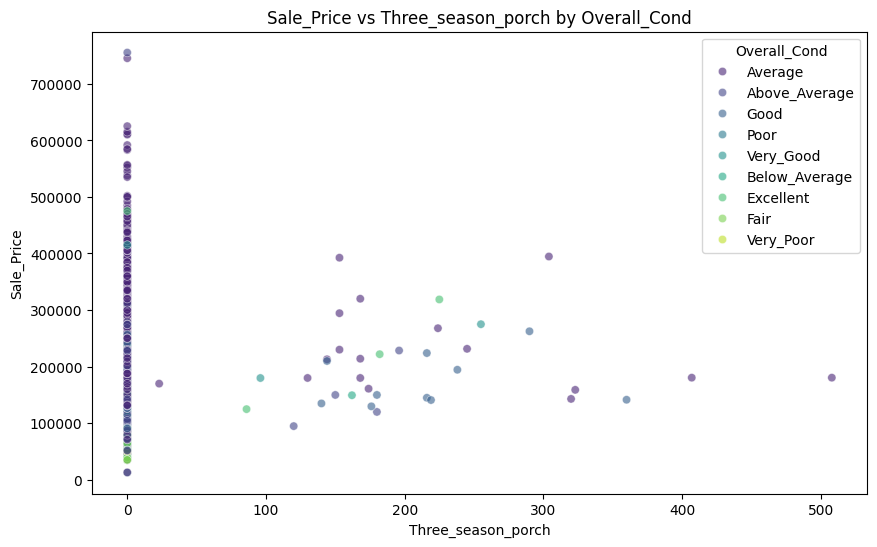 Sale_Price vs Three_season_porch by Overall_Cond
Overall_Cond
Average
Above_Average
Good
Poor
Very_Good
Below_Average
Excellent
Fair
Very_Poor
Sale_Price
700000
600000
500000
400000
300000
200000
100000
0
0 100 200 300 400 500
Three_season_porch